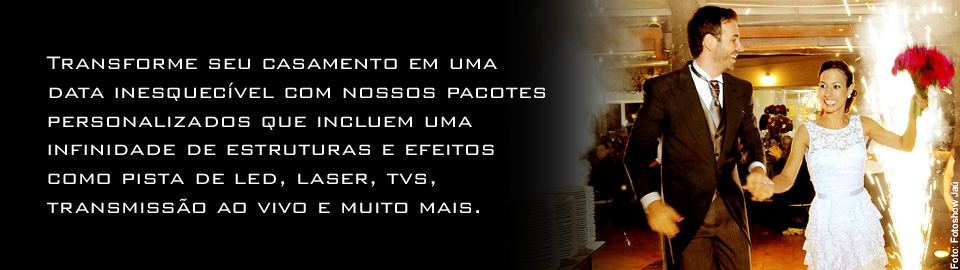 Transforme seu casamento em uma
data inesquecível com nossos pacotes
personalizados que incluem uma
infinidade de estruturas e efeitos
como pista de led, laser, tvs,
transmissão ao vivo e muito mais.
Foto: Fotoshow Jaú